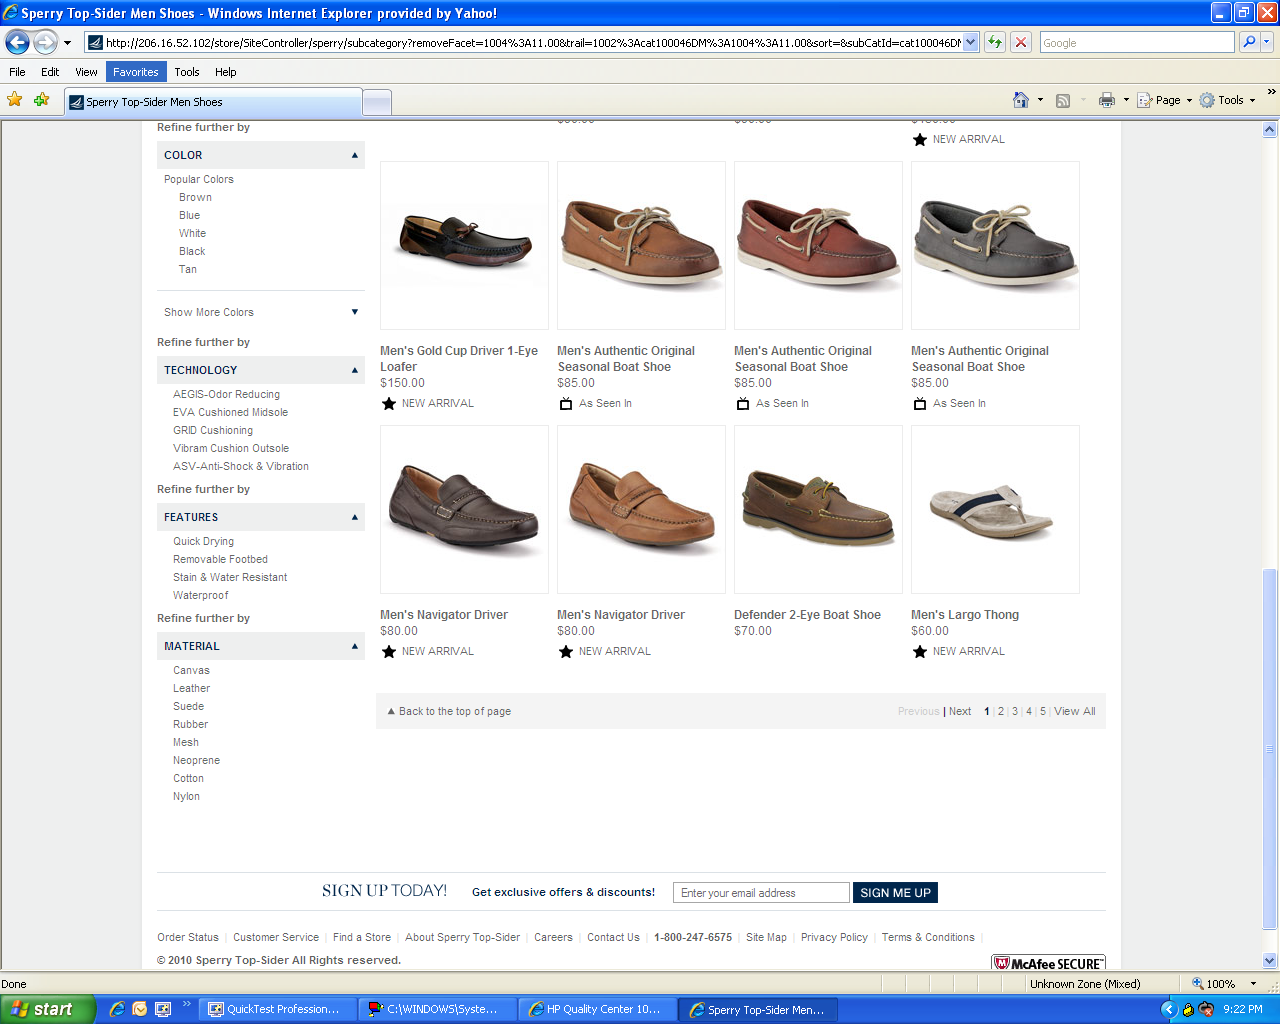 Sperry Top-Sider Men Shoes - Windows Internet Explorer provided by Yahoo!
http://206.16.52.102/store/SiteController/sperry/subcategory?removeFacet=1004%3A11.00&trail=1002%3Acat100046DM%3A1004%3A11.00&sort=&subCatId=cat100046DM
Google
File Edit View Favorites Tools Help
Sperry Top-Sider Men Shoes
Page Tools »
Refine further by
COLOR
Popular Colors
Brown
Blue
White
Black
Tan
Show More Colors
Refine further by
TECHNOLOGY
AEGIS-Odor Reducing
EVA Cushioned Midsole
GRID Cushioning
Vibram Cushion Outsole
ASV-Anti-Shock & Vibration
Refine further by
FEATURES
Quick Drying
Removable Footbed
Stain & Water Resistant
Waterproof
Refine further by
MATERIAL
Canvas
Leather
Suede
Rubber
Mesh
Neoprene
Cotton
Nylon
NEW ARRIVAL
Men's Gold Cup Driver 1-Eye
Loafer
$150.00
NEW ARRIVAL
Men's Authentic Original
Seasonal Boat Shoe
$85.00
As Seen In
Men's Authentic Original
Seasonal Boat Shoe
$85.00
As Seen In
Men's Authentic Original
Seasonal Boat Shoe
$85.00
As Seen In
Men's Navigator Driver
$80.00
NEW ARRIVAL
Men's Navigator Driver
$80.00
NEW ARRIVAL
Defender 2-Eye Boat Shoe
$70.00
Men's Largo Thong
$60.00
NEW ARRIVAL
Back to the top of page
Previous | Next 1 | 2 | 3 | 4 | 5 | View All
SIGN UP TODAY! Get exclusive offers & discounts! Enter your email address SIGN ME UP
Order Status | Customer Service | Find a Store | About Sperry Top-Sider | Careers | Contact Us | 1-800-247-6575 | Site Map | Privacy Policy | Terms & Conditions |
© 2010 Sperry Top-Sider All Rights reserved.
McAfee SECURE™
Done Unknown Zone (Mixed) 100%
start » QuickTest Profession... C:\WINDOWS\Syste... HP Quality Center 10... Sperry Top-Sider Men... 9:22 PM